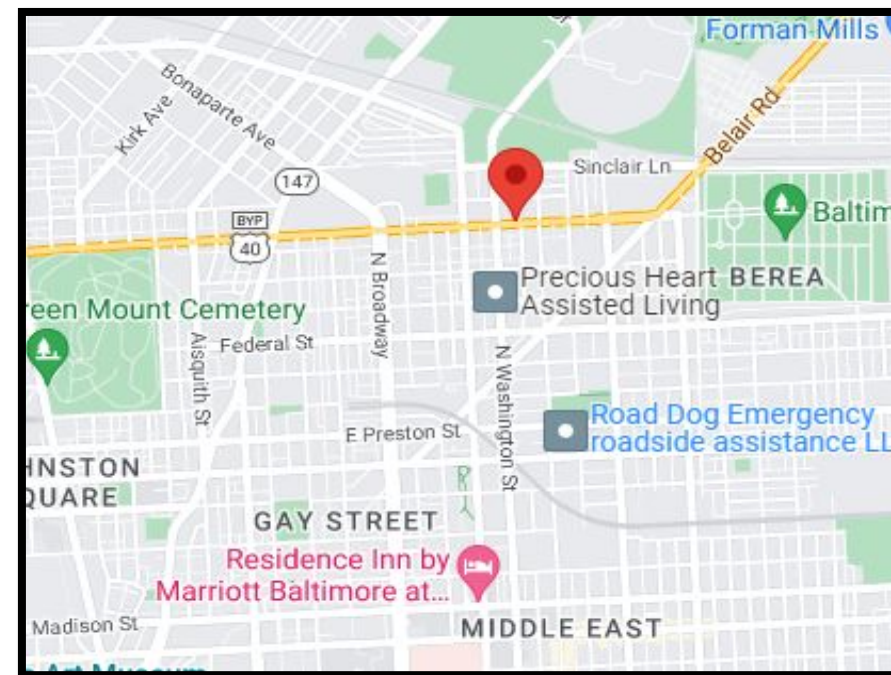 Forman Mills
Bonaparte Ave
Kirk Ave
Belair Rd
147
Sinclair Ln
BYP
40
Baltim
N Broadway
Precious Heart
Assisted Living
BEREA
reen Mount Cemetery
Aisquith St
Federal St
N Washington St
E Preston St
Road Dog Emergency
roadside assistance LL
HNSTON
QUARE
GAY STREET
Residence Inn by
Marriott Baltimore at...
Madison St
MIDDLE EAST
Art Museum